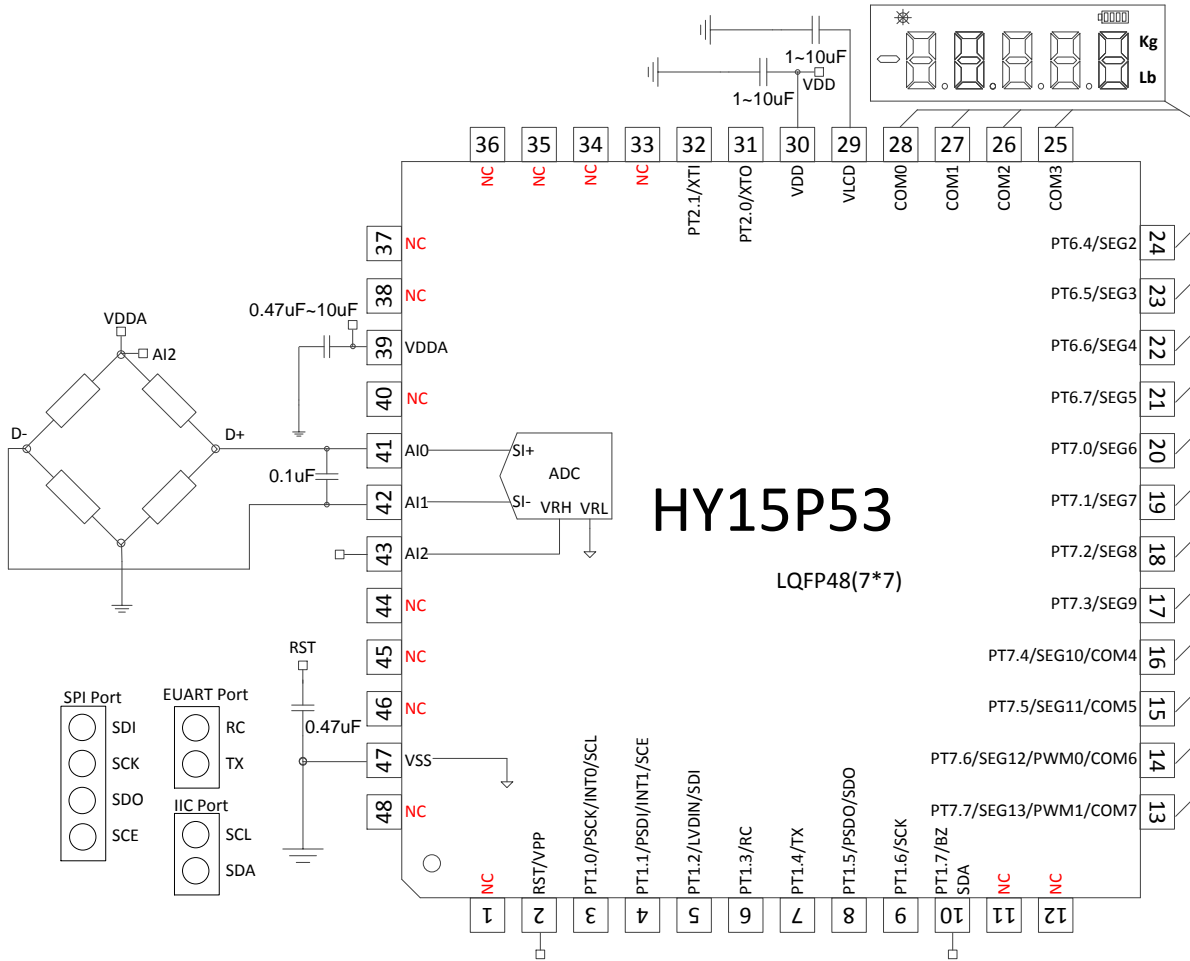 Kg
Lb
1~10uF
VDD
1~10uF
36
35
34
33
32
31
30
29
28
27
26
25
NC
NC
NC
NC
PT2.1/XTI
PT2.0/XTO
VDD
VLCD
COM0
COM1
COM2
COM3
37 NC
38 NC
0.47uF~10uF
39 VDDA
40 NC
41 AI0
42 AI1
43 AI2
44 NC
45 NC
46 NC
47 VSS
48 NC
VDDA
AI2
D-
D+
0.1uF
SI+
ADC
SI-
VRH VRL
HY15P53
LQFP48(7*7)
PT6.4/SEG2 24
PT6.5/SEG3 23
PT6.6/SEG4 22
PT6.7/SEG5 21
PT7.0/SEG6 20
PT7.1/SEG7 19
PT7.2/SEG8 18
PT7.3/SEG9 17
PT7.4/SEG10/COM4 16
PT7.5/SEG11/COM5 15
PT7.6/SEG12/PWM0/COM6 14
PT7.7/SEG13/PWM1/COM7 13
RST
0.47uF
SPI Port
SDI
SCK
SDO
SCE
EUART Port
RC
TX
IIC Port
SCL
SDA
NC
RST/VPP
PT1.0/PSCK/INT0/SCL
PT1.1/PSDI/INT1/SCE
PT1.2/LVDIN/SDI
PT1.3/RC
PT1.4/TX
PT1.5/PSDO/SDO
PT1.6/SCK
PT1.7/BZ
SDA
NC
NC
1
2
3
4
5
6
7
8
9
10
11
12